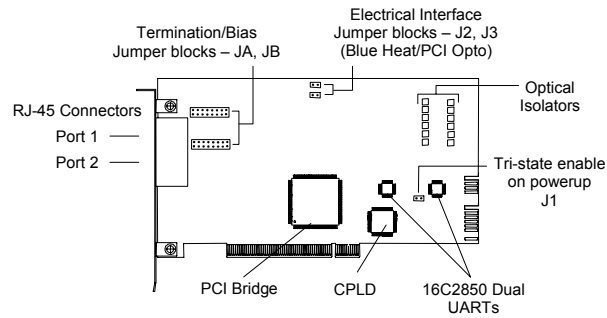 Termination/Bias
Jumper blocks – JA, JB
Electrical Interface
Jumper blocks – J2, J3
(Blue Heat/PCI Opto)
Optical
Isolators
RJ-45 Connectors
Port 1
Port 2
Tri-state enable
on powerup
J1
PCI Bridge
CPLD
16C2850 Dual
UARTs